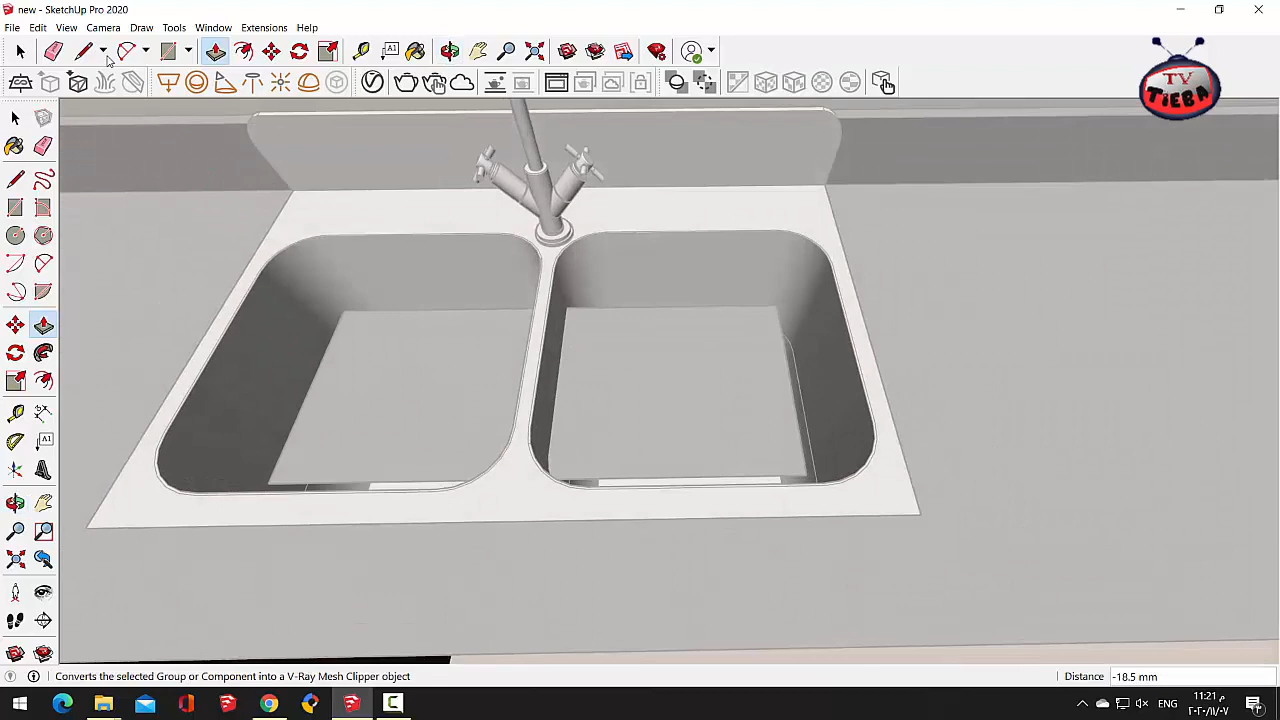 new - SketchUp Pro 2020
File Edit View Camera Draw Tools Window Extensions Help
TV
TiEBA
Converts the selected Group or Component into a V-Ray Mesh Clipper object
Distance -18.5 mm
11:21 م